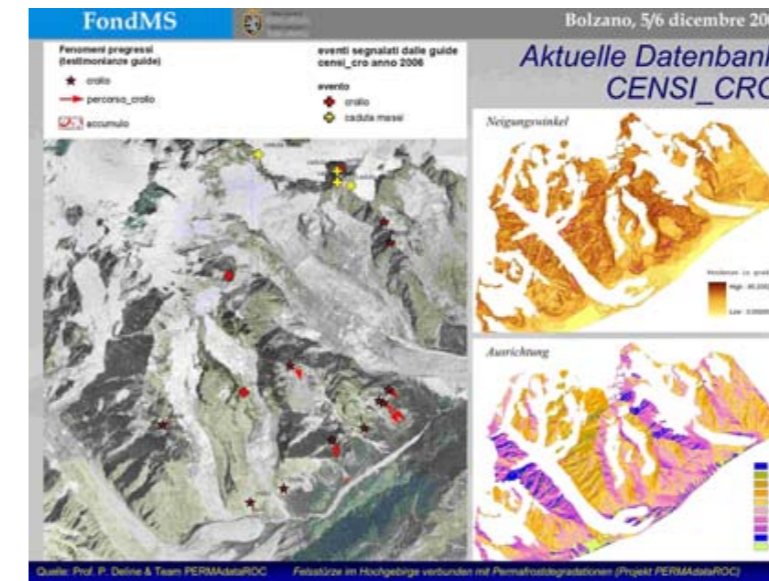 FondMS
Bolzano, 5/6 dicembre 200
Fenomeni pregressi
(testimonianze guide)
crollo
percorso_crollo
accumulo
eventi segnalati dalle guide
censi_cro anno 2006
evento
crollo
caduta massi
Aktuelle Datenbank
CENSI_CRO
Neigungswinkel
High
Low
Ausrichtung
Quelle: Prof. P. Deline & Team PERMAdataROC
Felsstürze im Hochgebirge verbunden mit Permafrostdegradationen (Projekt PERMAdataROC)